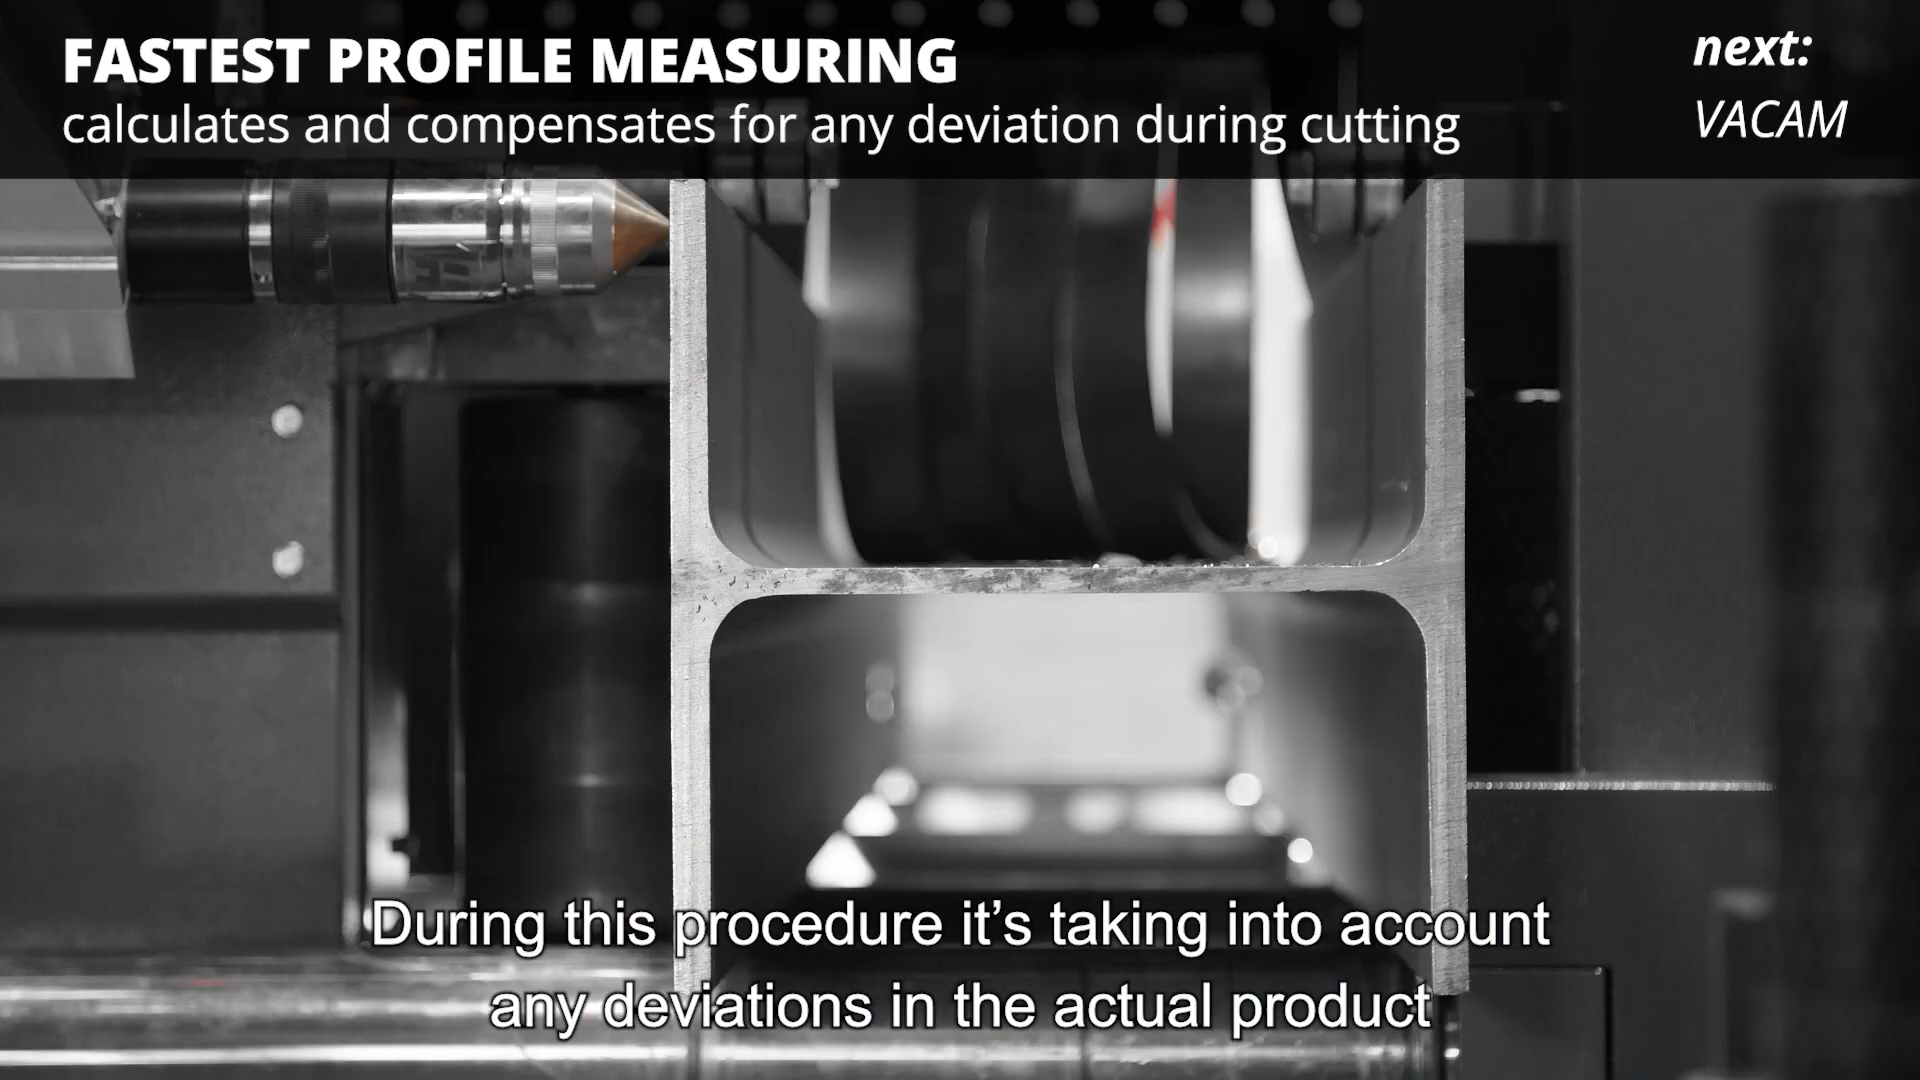 FASTEST PROFILE MEASURING
calculates and compensates for any deviation during cutting
next:
VACAM
During this procedure it’s taking into account
any deviations in the actual product